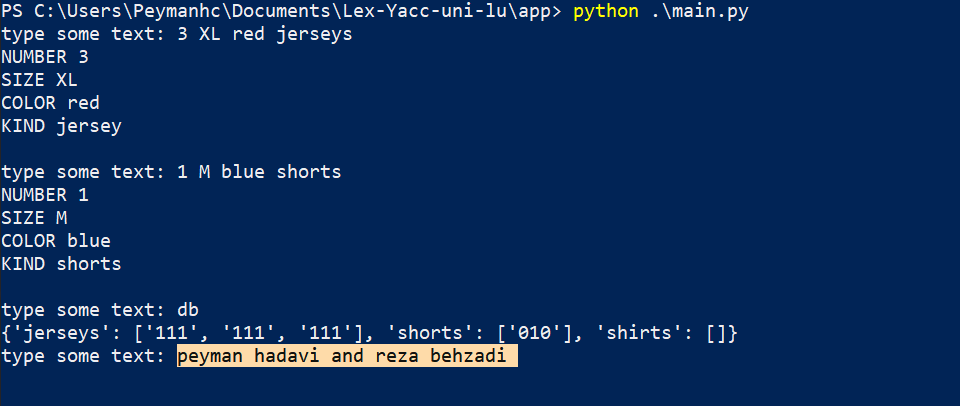 PS C:\Users\Peymanhc\Documents\Lex-Yacc-uni-lu\app> python .\main.py
type some text: 3 XL red jerseys
NUMBER 3
SIZE XL
COLOR red
KIND jersey
type some text: 1 M blue shorts
NUMBER 1
SIZE M
COLOR blue
KIND shorts
type some text: db
{'jerseys': ['111', '111', '111'], 'shorts': ['010'], 'shirts': []}
type some text: peyman hadavi and reza behzadi